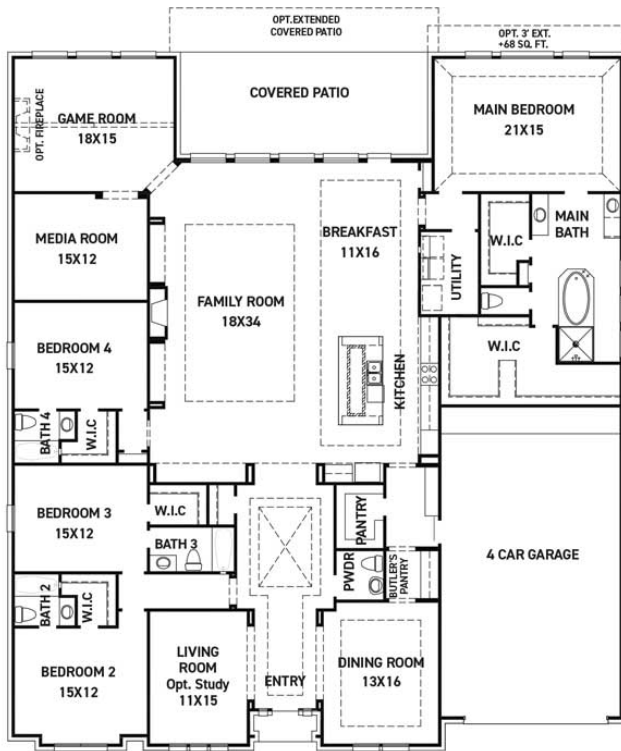 OPT.EXTENDED
COVERED PATIO
OPT. 3' EXT.
+68 SQ. FT.
COVERED PATIO
OPT. FIREPLACE
GAME ROOM
18X15
MAIN BEDROOM
21X15
MEDIA ROOM
15X12
BREAKFAST
11X16
UTILITY
W.I.C
MAIN
BATH
FAMILY ROOM
18X34
BEDROOM 4
15X12
KITCHEN
W.I.C
BATH 4
W.I.C
BEDROOM 3
15X12
W.I.C
BATH 3
PANTRY
4 CAR GARAGE
PWDR
BUTLER'S
PANTRY
BATH 2
W.I.C
BEDROOM 2
15X12
LIVING
ROOM
Opt. Study
11X15
ENTRY
DINING ROOM
13X16